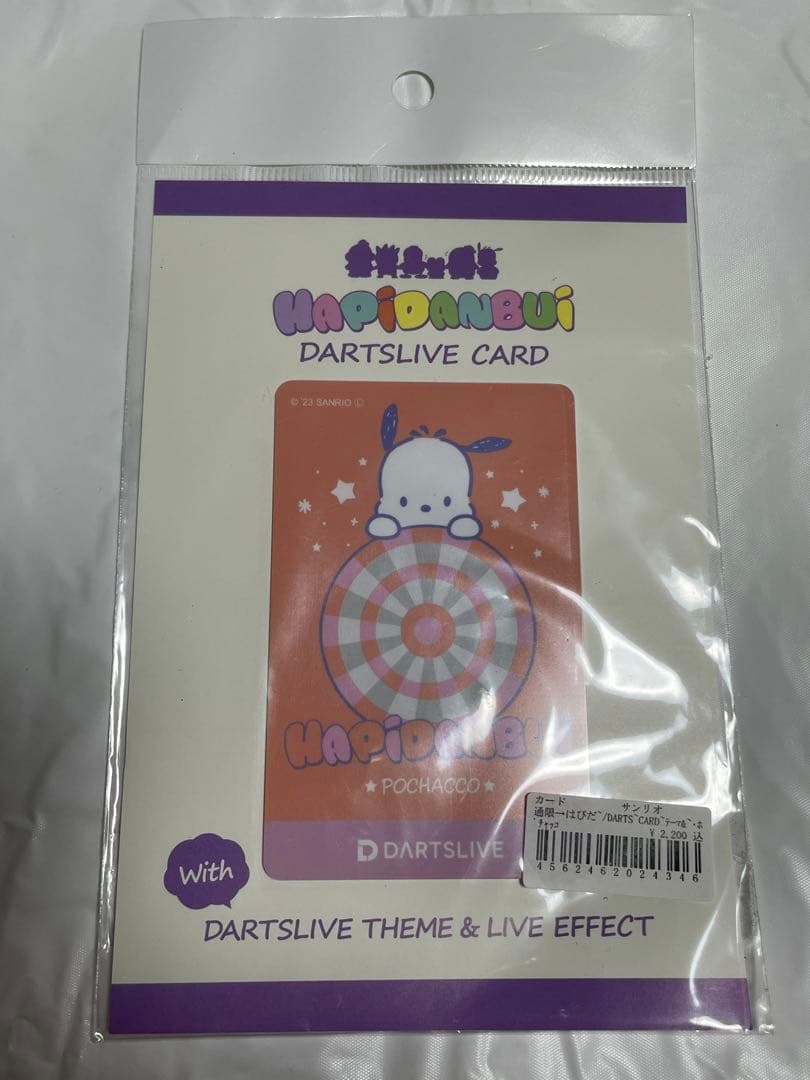 HAPiDANBUi
DARTSLIVE CARD
© '23 SANRIO Ⓛ
HAPiDANBUi
★POCHACCO★
DARTSLIVE
カード サンリオ
通限→はぴだ~/DARTS~CARD~テーマ&~・ポ
チャッコ
¥ 2,200 込
4562462024346
With
DARTSLIVE THEME & LIVE EFFECT